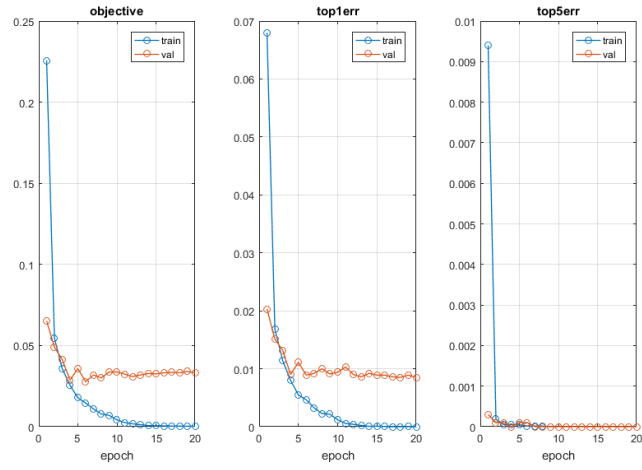 objective
train
val
0.25
0.2
0.15
0.1
0.05
0
0 5 10 15 20
epoch
top1err
train
val
0.07
0.06
0.05
0.04
0.03
0.02
0.01
0
0 5 10 15 20
epoch
top5err
train
val
0.01
0.009
0.008
0.007
0.006
0.005
0.004
0.003
0.002
0.001
0
0 5 10 15 20
epoch